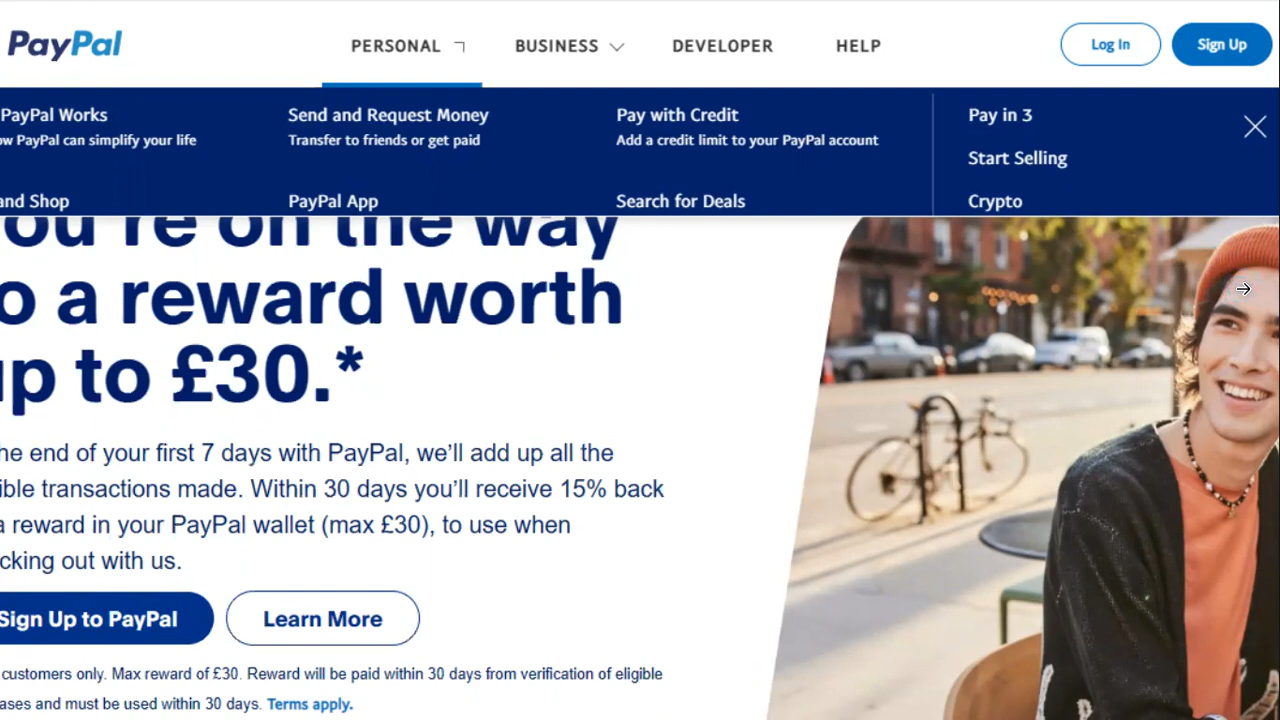 PayPal
PERSONAL BUSINESS DEVELOPER HELP Log In Sign Up
PayPal Works Send and Request Money Pay with Credit Pay in 3
ow PayPal can simplify your life Transfer to friends or get paid Add a credit limit to your PayPal account
Start Selling
and Shop PayPal App Search for Deals Crypto
ou're on the way
o a reward worth
up to £30.*
he end of your first 7 days with PayPal, we'll add up all the
ible transactions made. Within 30 days you'll receive 15% back
a reward in your PayPal wallet (max £30), to use when
cking out with us.
Sign Up to PayPal Learn More
customers only. Max reward of £30. Reward will be paid within 30 days from verification of eligible
ases and must be used within 30 days. Terms apply.